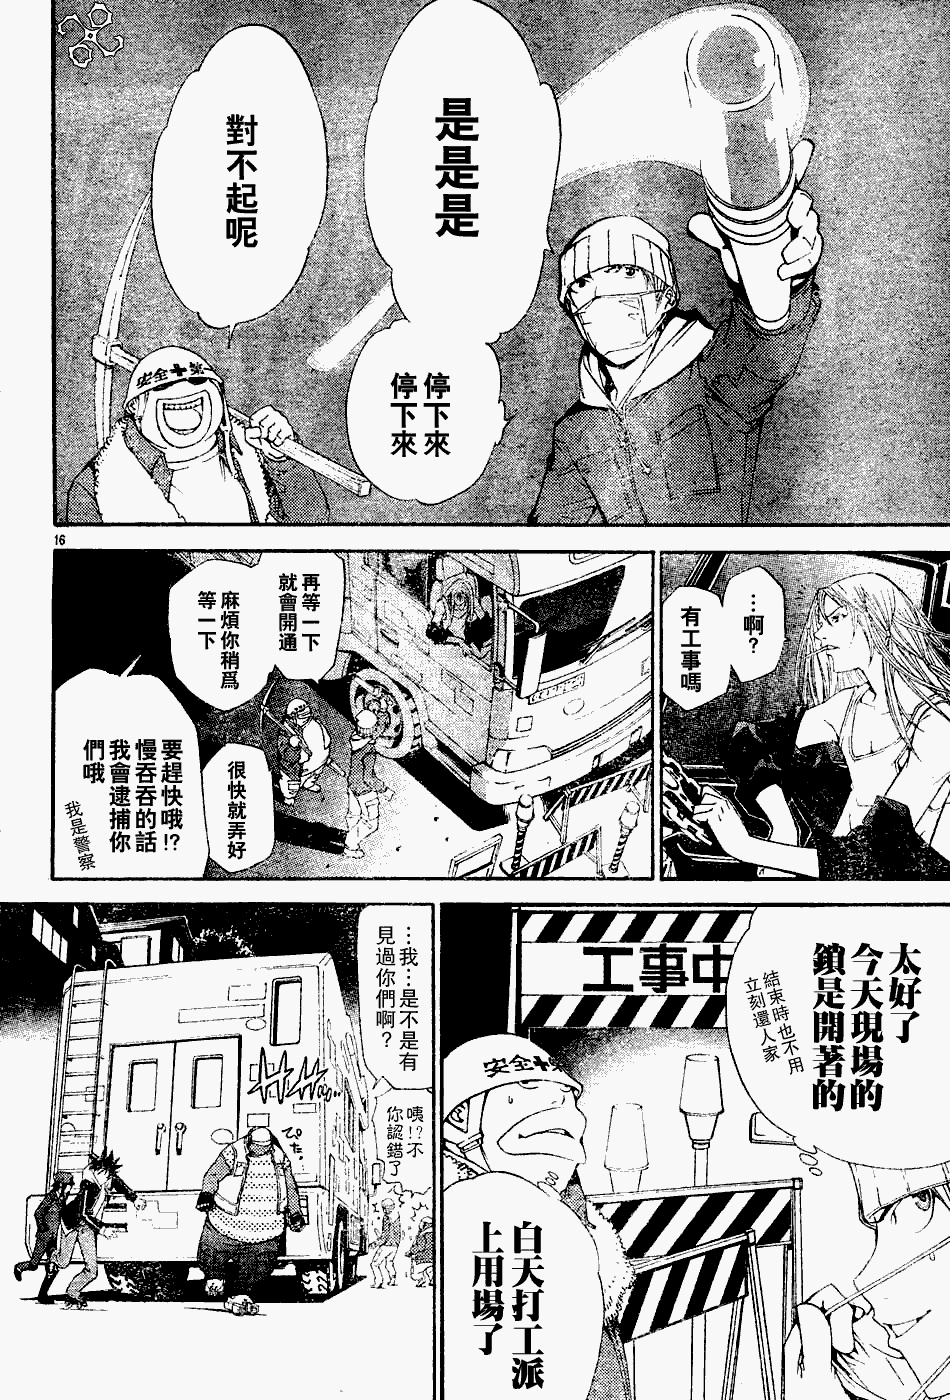 是是是
停下來
停下來
對不起呢
安全十第
16
…啊?
有工事嗎
再等一下
就會開通
麻煩你稍爲
等一下
很快就弄好
要趕快哦!?
慢吞吞的話
我會逮捕你
們哦
我是警察
太好了
今天現場的
鎖是開著的
結束時也不用
立刻還人家
工事中
安全十第
白天打工派
上用場了
…我…是不是有
見過你們啊?
咦!?不
你認錯了
ぴた。